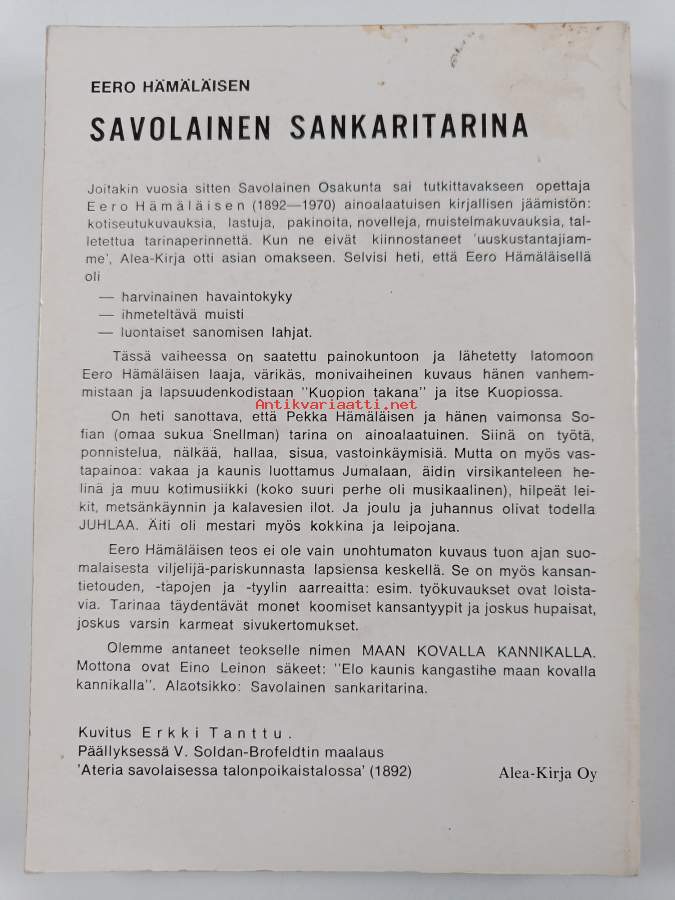 EERO HÄMÄLÄISEN
SAVOLAINEN SANKARITARINA
Joitakin vuosia sitten Savolainen Osakunta sai tutkittavakseen opettaja
Eero Hämäläisen (1892—1970) ainoalaatuisen kirjallisen jäämistön:
kotiseutukuvauksia, lastuja, pakinoita, novelleja, muistelmakuvauksia, tal-
letettua tarinaperinnettä. Kun ne eivät kiinnostaneet 'uuskustantajiam-
me', Alea-Kirja otti asian omakseen. Selvisi heti, että Eero Hämäläisellä
oli
— harvinainen havaintokyky
— ihmeteltävä muisti
— luontaiset sanomisen lahjat.
Tässä vaiheessa on saatettu painokuntoon ja lähetetty latomoon
Eero Hämäläisen laaja, värikäs, monivaiheinen kuvaus hänen vanhem-
mistaan ja lapsuudenkodistaan "Kuopion takana" ja itse Kuopiossa.
Antikvariaatti.net
On heti sanottava, että Pekka Hämäläisen ja hänen vaimonsa So-
fian (omaa sukua Snellman) tarina on ainoalaatuinen. Siinä on työtä,
ponnistelua, nälkää, hallaa, sisua, vastoinkäymisiä. Mutta on myös vas-
tapainoa: vakaa ja kaunis luottamus Jumalaan, äidin virsikanteleen he-
linä ja muu kotimusiikki (koko suuri perhe oli musikaalinen), hilpeät lei-
kit, metsänkäynnin ja kalavesien ilot. Ja joulu ja juhannus olivat todella
JUHLAA. Äiti oli mestari myös kokkina ja leipojana.
Eero Hämäläisen teos ei ole vain unohtumaton kuvaus tuon ajan suo-
malaisesta viljelijä-pariskunnasta lapsiensa keskellä. Se on myös kansan-
tietouden, -tapojen ja -tyylin aarreaitta: esim. työkuvaukset ovat loista-
via. Tarinaa täydentävät monet koomiset kansantyypit ja joskus hupaisat,
joskus varsin karmeat sivukertomukset.
Olemme antaneet teokselle nimen MAAN KOVALLA KANNIKALLA.
Mottona ovat Eino Leinon säkeet: "Elo kaunis kangastihe maan kovalla
kannikalla". Alaotsikko: Savolainen sankaritarina.
Kuvitus Erkki Tanttu.
Päällyksessä V. Soldan-Brofeldtin maalaus
'Ateria savolaisessa talonpoikaistalossa' (1892)
Alea-Kirja Oy